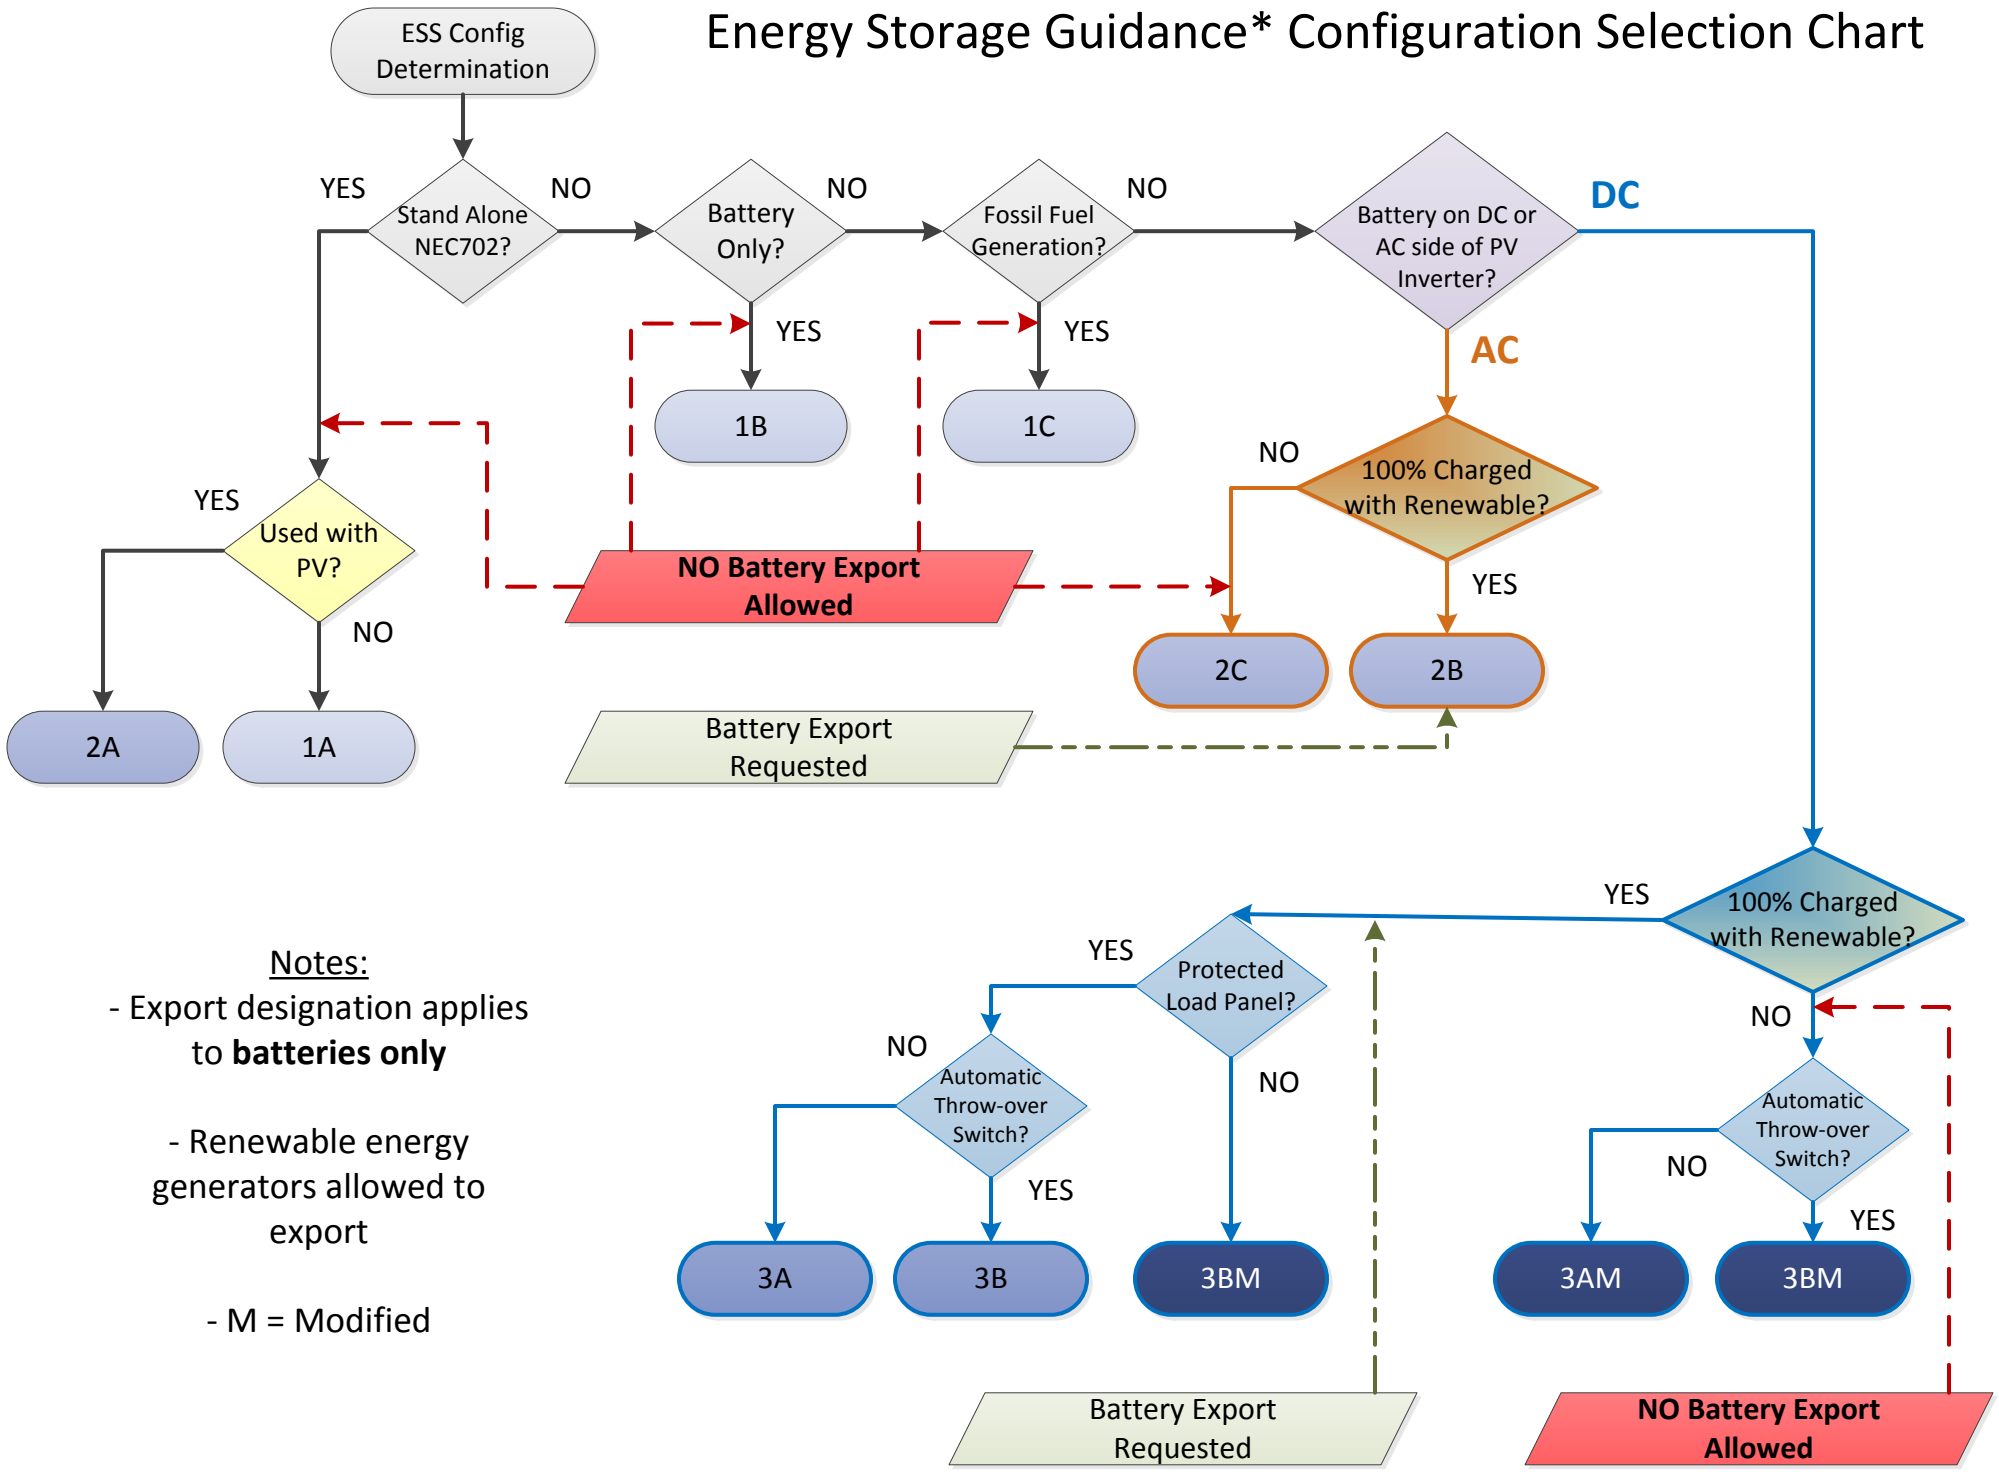 Energy Storage Guidance* Configuration Selection Chart
ESS Config
Determination
YES
Stand Alone
NEC702?
NO
Battery
Only?
NO
Fossil Fuel
Generation?
NO
Battery on DC or
AC side of PV
Inverter?
DC
YES
YES
AC
1B
1C
NO
100% Charged
with Renewable?
YES
YES
Used with
PV?
NO
NO Battery Export
Allowed
2C
2B
2A
1A
Battery Export
Requested
YES
100% Charged
with Renewable?
NO
YES
Protected
Load Panel?
NO
NO
Automatic
Throw-over
Switch?
YES
Automatic
Throw-over
Switch?
NO
YES
3A
3B
3BM
3AM
3BM
Notes:
- Export designation applies
to batteries only
- Renewable energy
generators allowed to
export
- M = Modified
Battery Export
Requested
NO Battery Export
Allowed